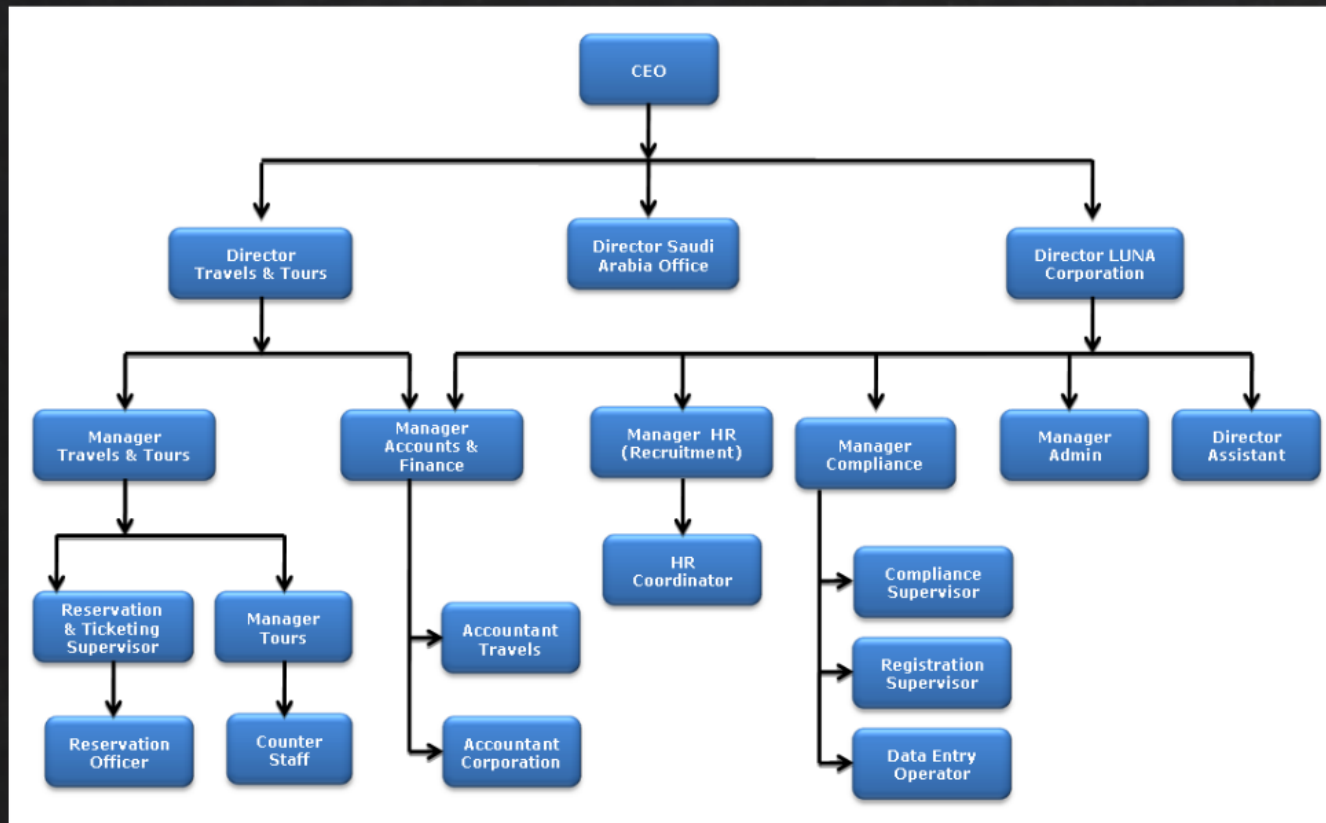 CEO
Director
Travels & Tours
Director Saudi
Arabia Office
Director LUNA
Corporation
Manager
Travels & Tours
Manager
Accounts &
Finance
Manager HR
(Recruitment)
Manager
Compliance
Manager
Admin
Director
Assistant
Reservation
& Ticketing
Supervisor
Manager
Tours
Accountant
Travels
HR
Coordinator
Compliance
Supervisor
Registration
Supervisor
Reservation
Officer
Counter
Staff
Accountant
Corporation
Data Entry
Operator